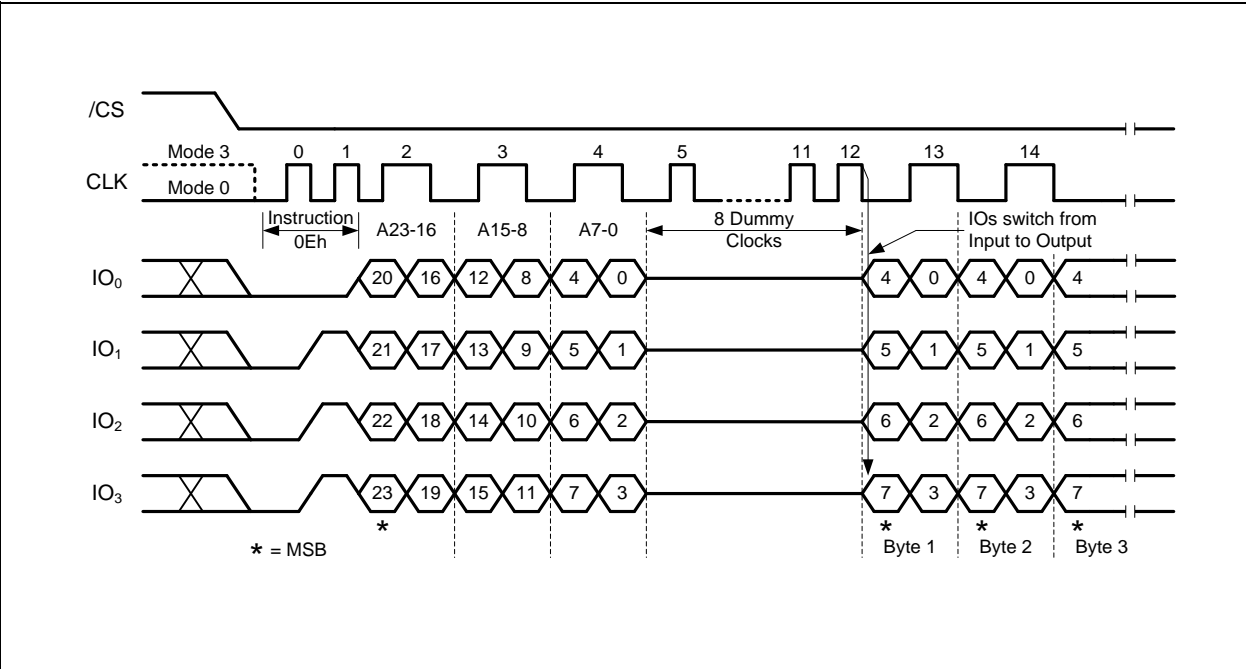 /CS
Mode 3 0 1 2 3 4 5 11 12 13 14
CLK
Mode 0
Instruction 0Eh
A23-16 A15-8 A7-0
8 Dummy Clocks
IOs switch from
Input to Output
IO0 20 16 12 8 4 0 4 0 4 0 4
IO1 21 17 13 9 5 1 5 1 5 1 5
IO2 22 18 14 10 6 2 6 2 6 2 6
IO3 23 19 15 11 7 3 7 3 7 3 7
* * * *
* = MSB
Byte 1 Byte 2 Byte 3